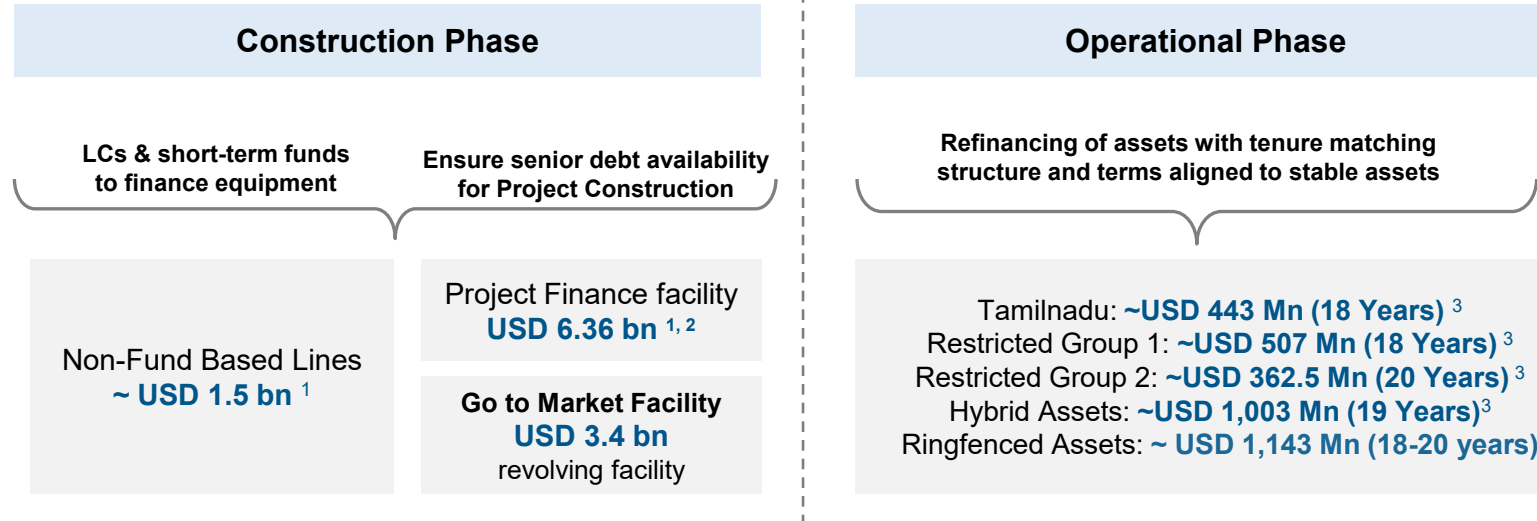 Construction Phase
LCs & short-term funds
to finance equipment
Ensure senior debt availability
for Project Construction
Non-Fund Based Lines
~ USD 1.5 bn 1
Project Finance facility
USD 6.36 bn 1, 2
Go to Market Facility
USD 3.4 bn
revolving facility
Operational Phase
Refinancing of assets with tenure matching
structure and terms aligned to stable assets
Tamilnadu: ~USD 443 Mn (18 Years) 3
Restricted Group 1: ~USD 507 Mn (18 Years) 3
Restricted Group 2: ~USD 362.5 Mn (20 Years) 3
Hybrid Assets: ~USD 1,003 Mn (19 Years)3
Ringfenced Assets: ~ USD 1,143 Mn (18-20 years)